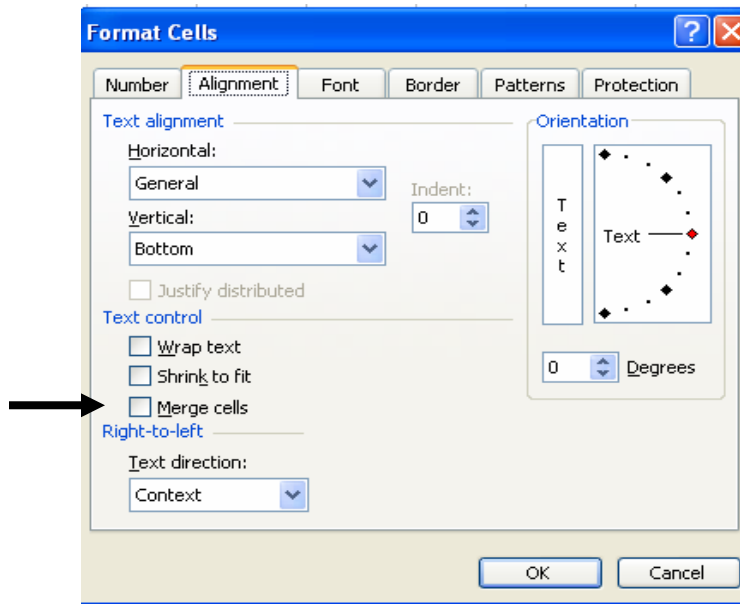 Format Cells
Number Alignment Font Border Patterns Protection
Text alignment
Horizontal:
General
Indent:
0
Vertical:
Bottom
Justify distributed
Text control
Wrap text
Shrink to fit
Merge cells
Right-to-left
Text direction:
Context
Orientation
T
e
x
t
Text
0 Degrees
OK Cancel